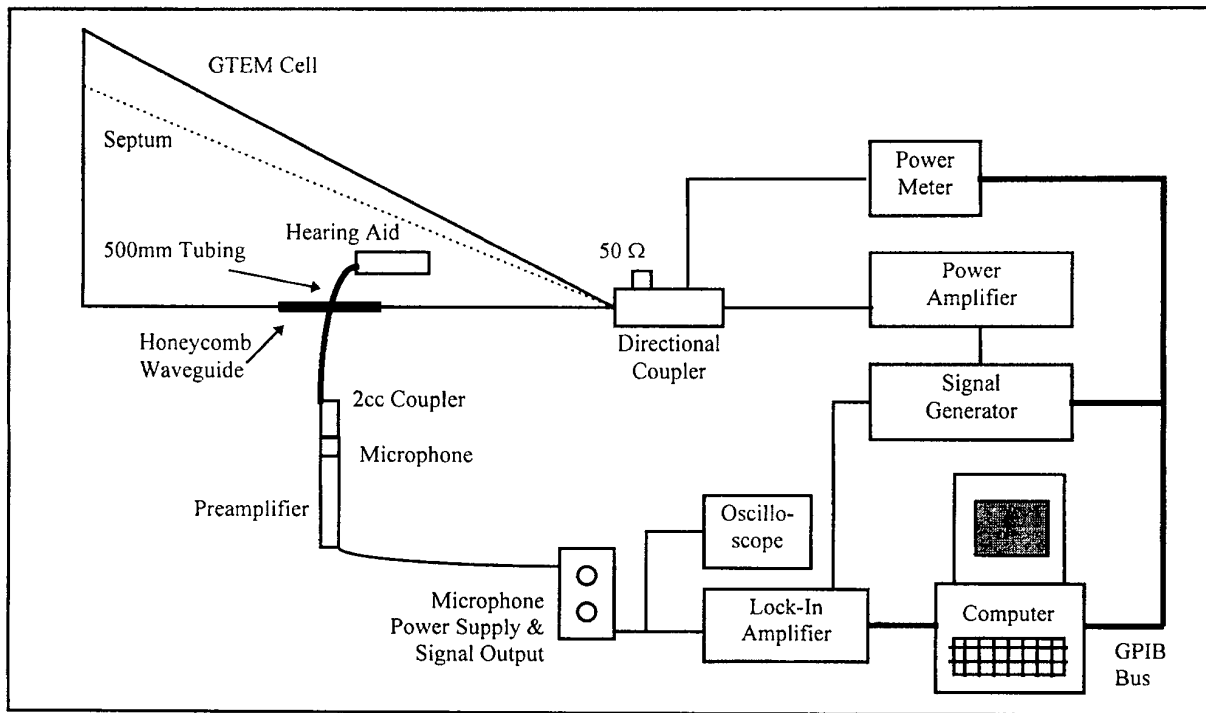 GTEM Cell
Septum
Power
Meter
500mm Tubing
Hearing Aid
50 Ω
Power
Amplifier
Honeycomb
Waveguide
Directional
Coupler
Signal
Generator
2cc Coupler
Microphone
Preamplifier
Oscillo-
scope
Microphone
Power Supply &
Signal Output
Lock-In
Amplifier
Computer
GPIB
Bus